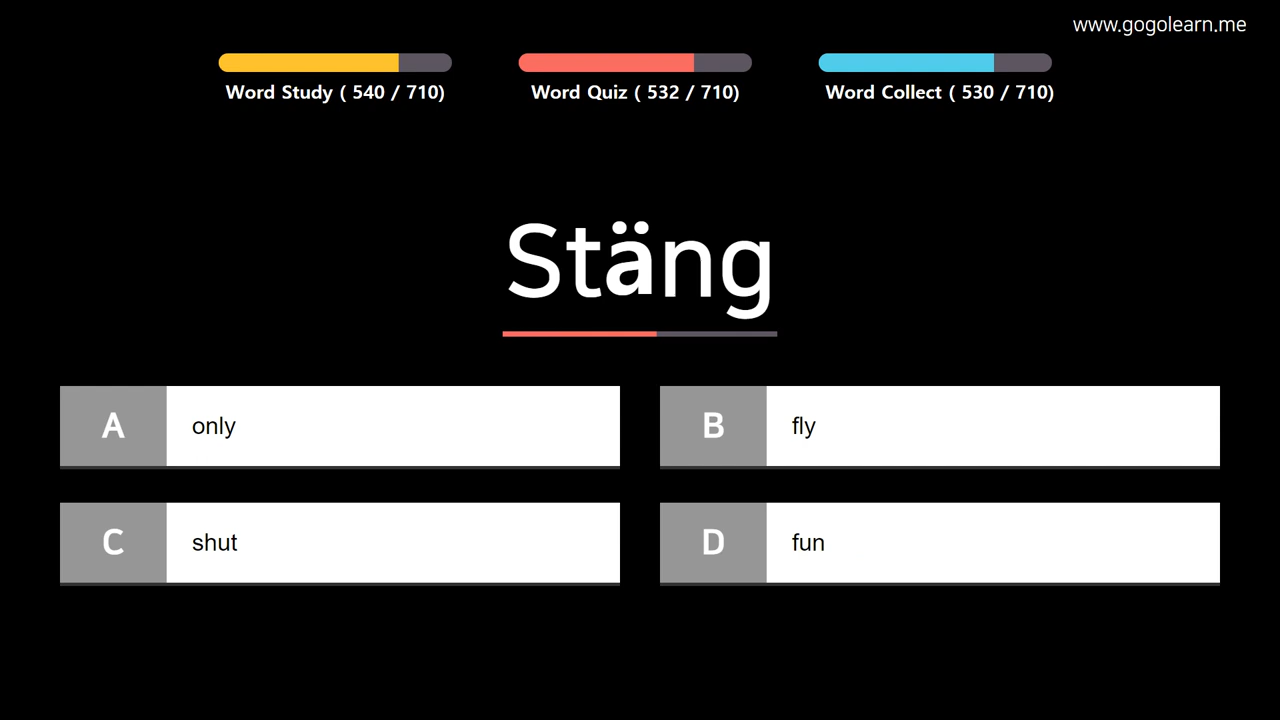 www.gogolearn.me
Word Study ( 540 / 710)
Word Quiz ( 532 / 710)
Word Collect ( 530 / 710)
Stäng
A only
B fly
C shut
D fun